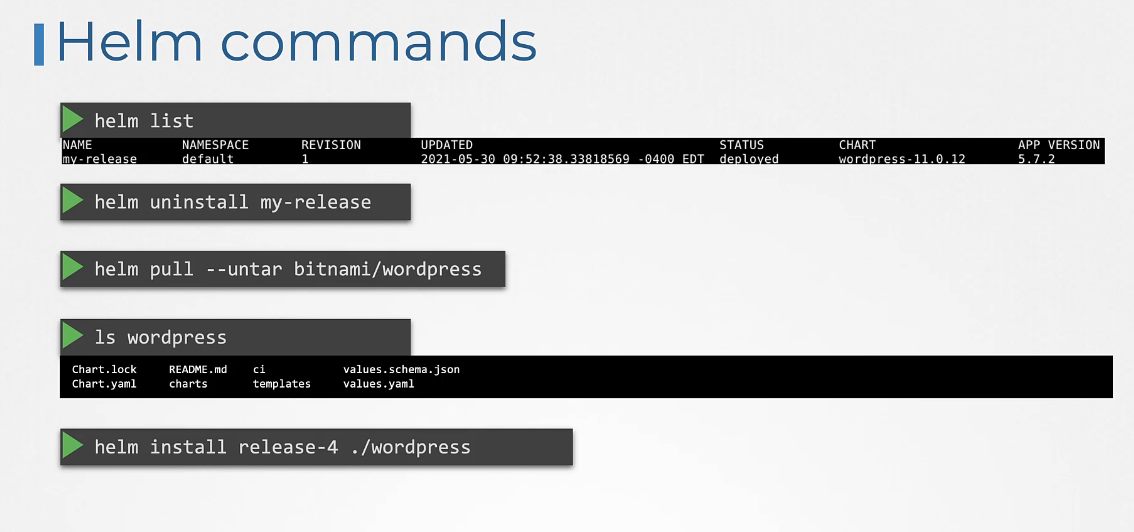 Helm commands
helm list
NAME NAMESPACE REVISION UPDATED STATUS CHART APP VERSION
my-release default 1 2021-05-30 09:52:38.33818569 -0400 EDT deployed wordpress-11.0.12 5.7.2
helm uninstall my-release
helm pull --untar bitnami/wordpress
ls wordpress
Chart.lock README.md ci values.schema.json
Chart.yaml charts templates values.yaml
helm install release-4 ./wordpress